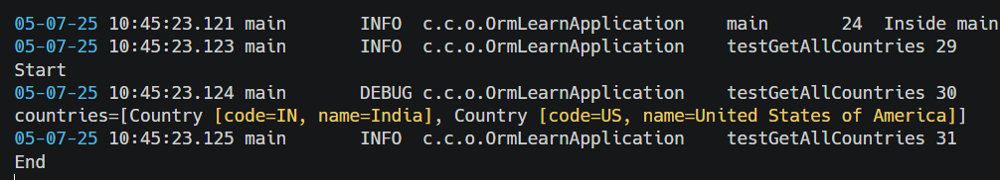 05-07-25 10:45:23.121 main INFO c.c.o.OrmLearnApplication main 24 Inside main
05-07-25 10:45:23.123 main INFO c.c.o.OrmLearnApplication testGetAllCountries 29
Start
05-07-25 10:45:23.124 main DEBUG c.c.o.OrmLearnApplication testGetAllCountries 30
countries=[Country [code=IN, name=India], Country [code=US, name=United States of America]]
05-07-25 10:45:23.125 main INFO c.c.o.OrmLearnApplication testGetAllCountries 31
End